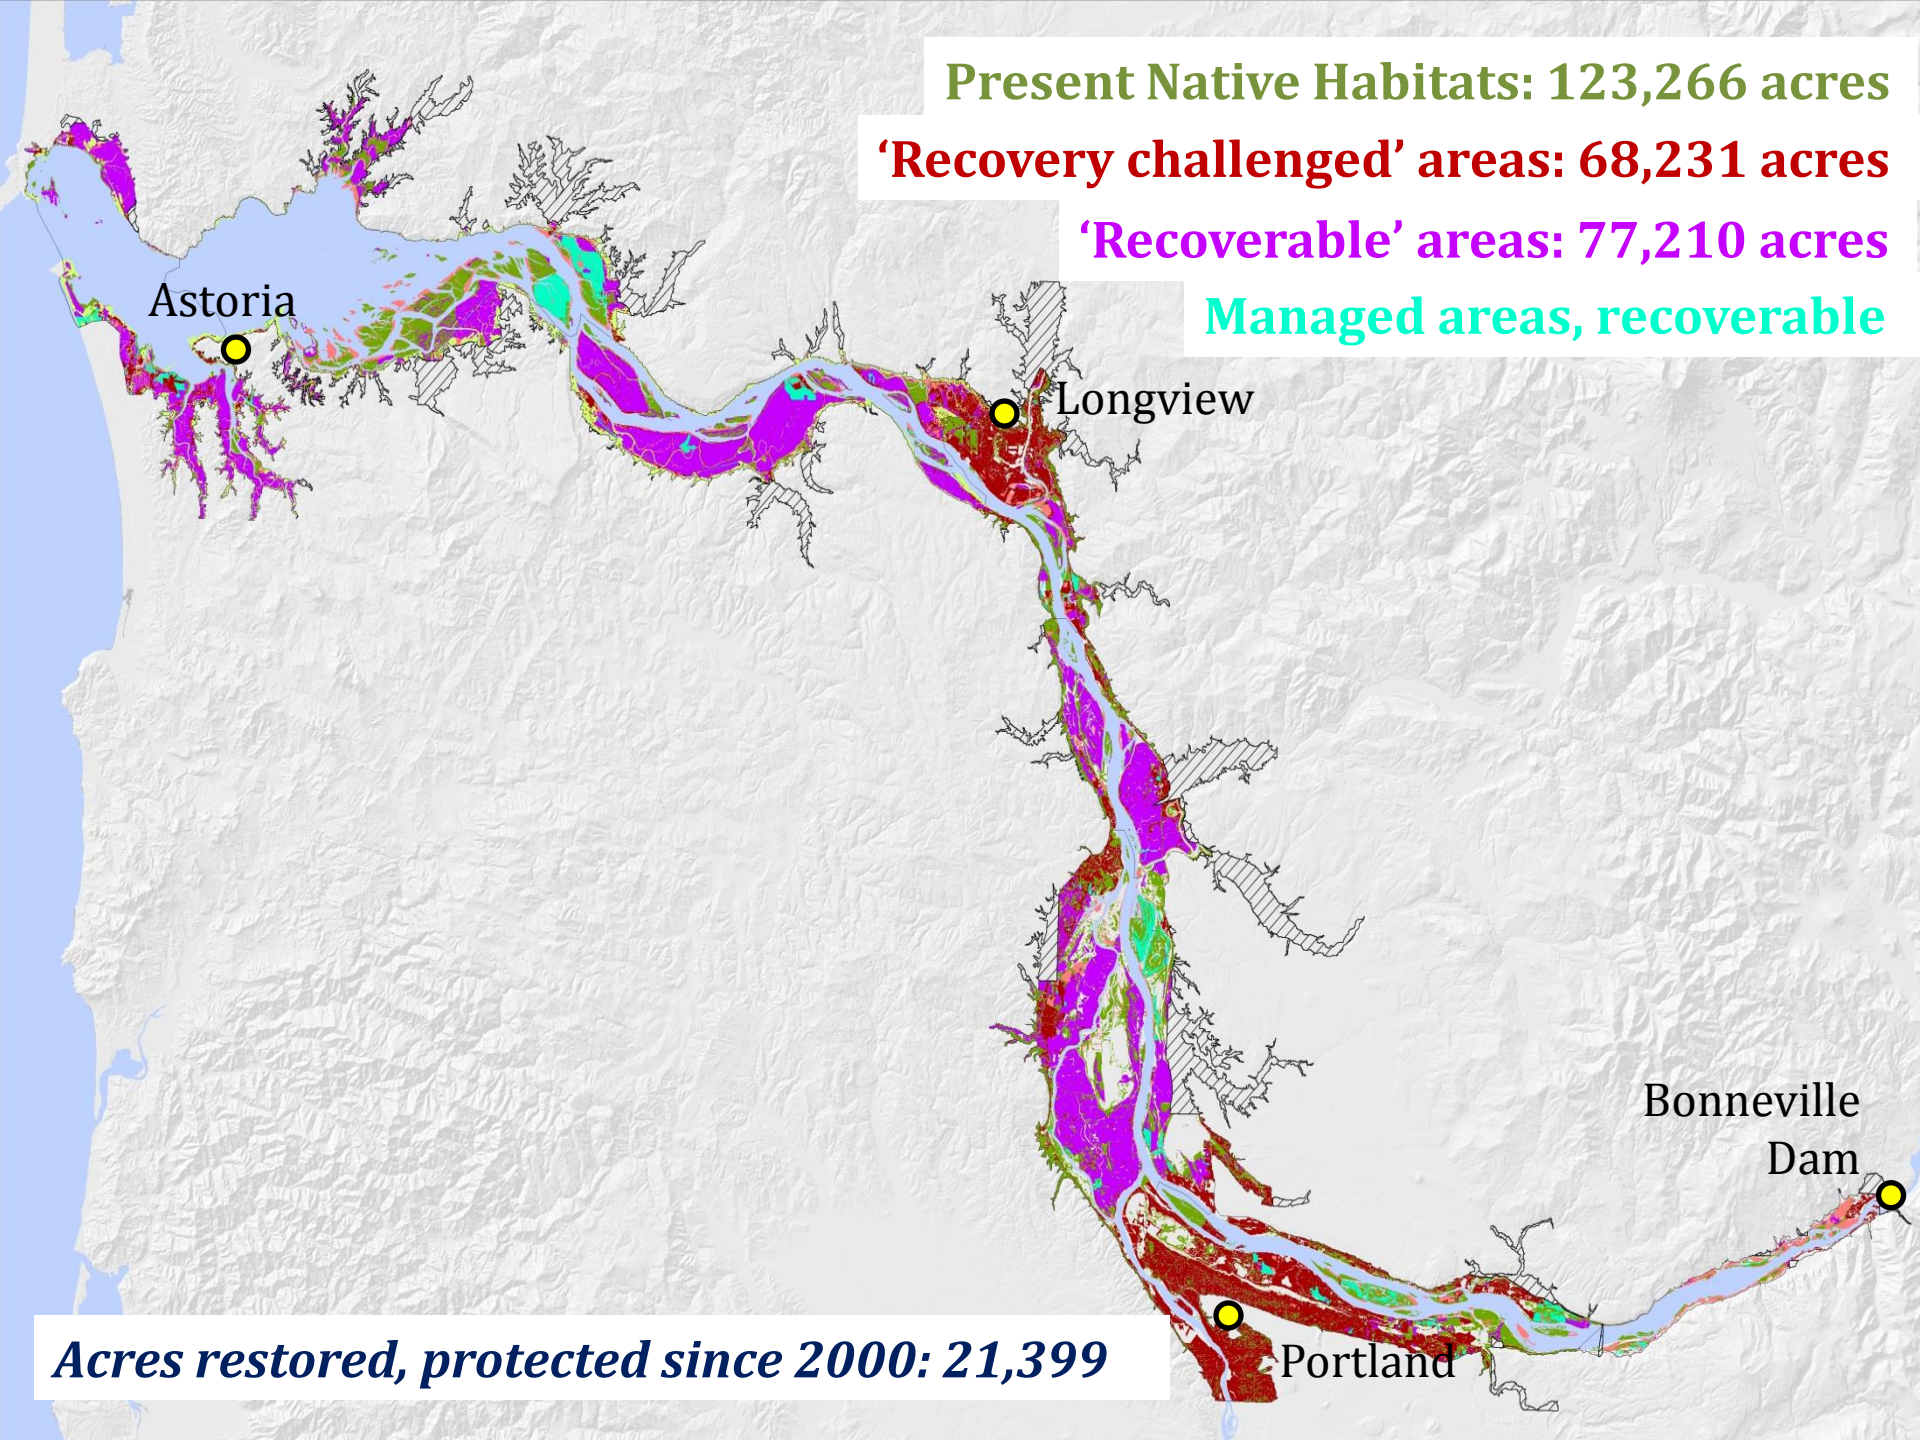 Present Native Habitats: 123,266 acres
‘Recovery challenged’ areas: 68,231 acres
‘Recoverable’ areas: 77,210 acres
Managed areas, recoverable
Astoria
Longview
Bonneville
Dam
Portland
Acres restored, protected since 2000: 21,399